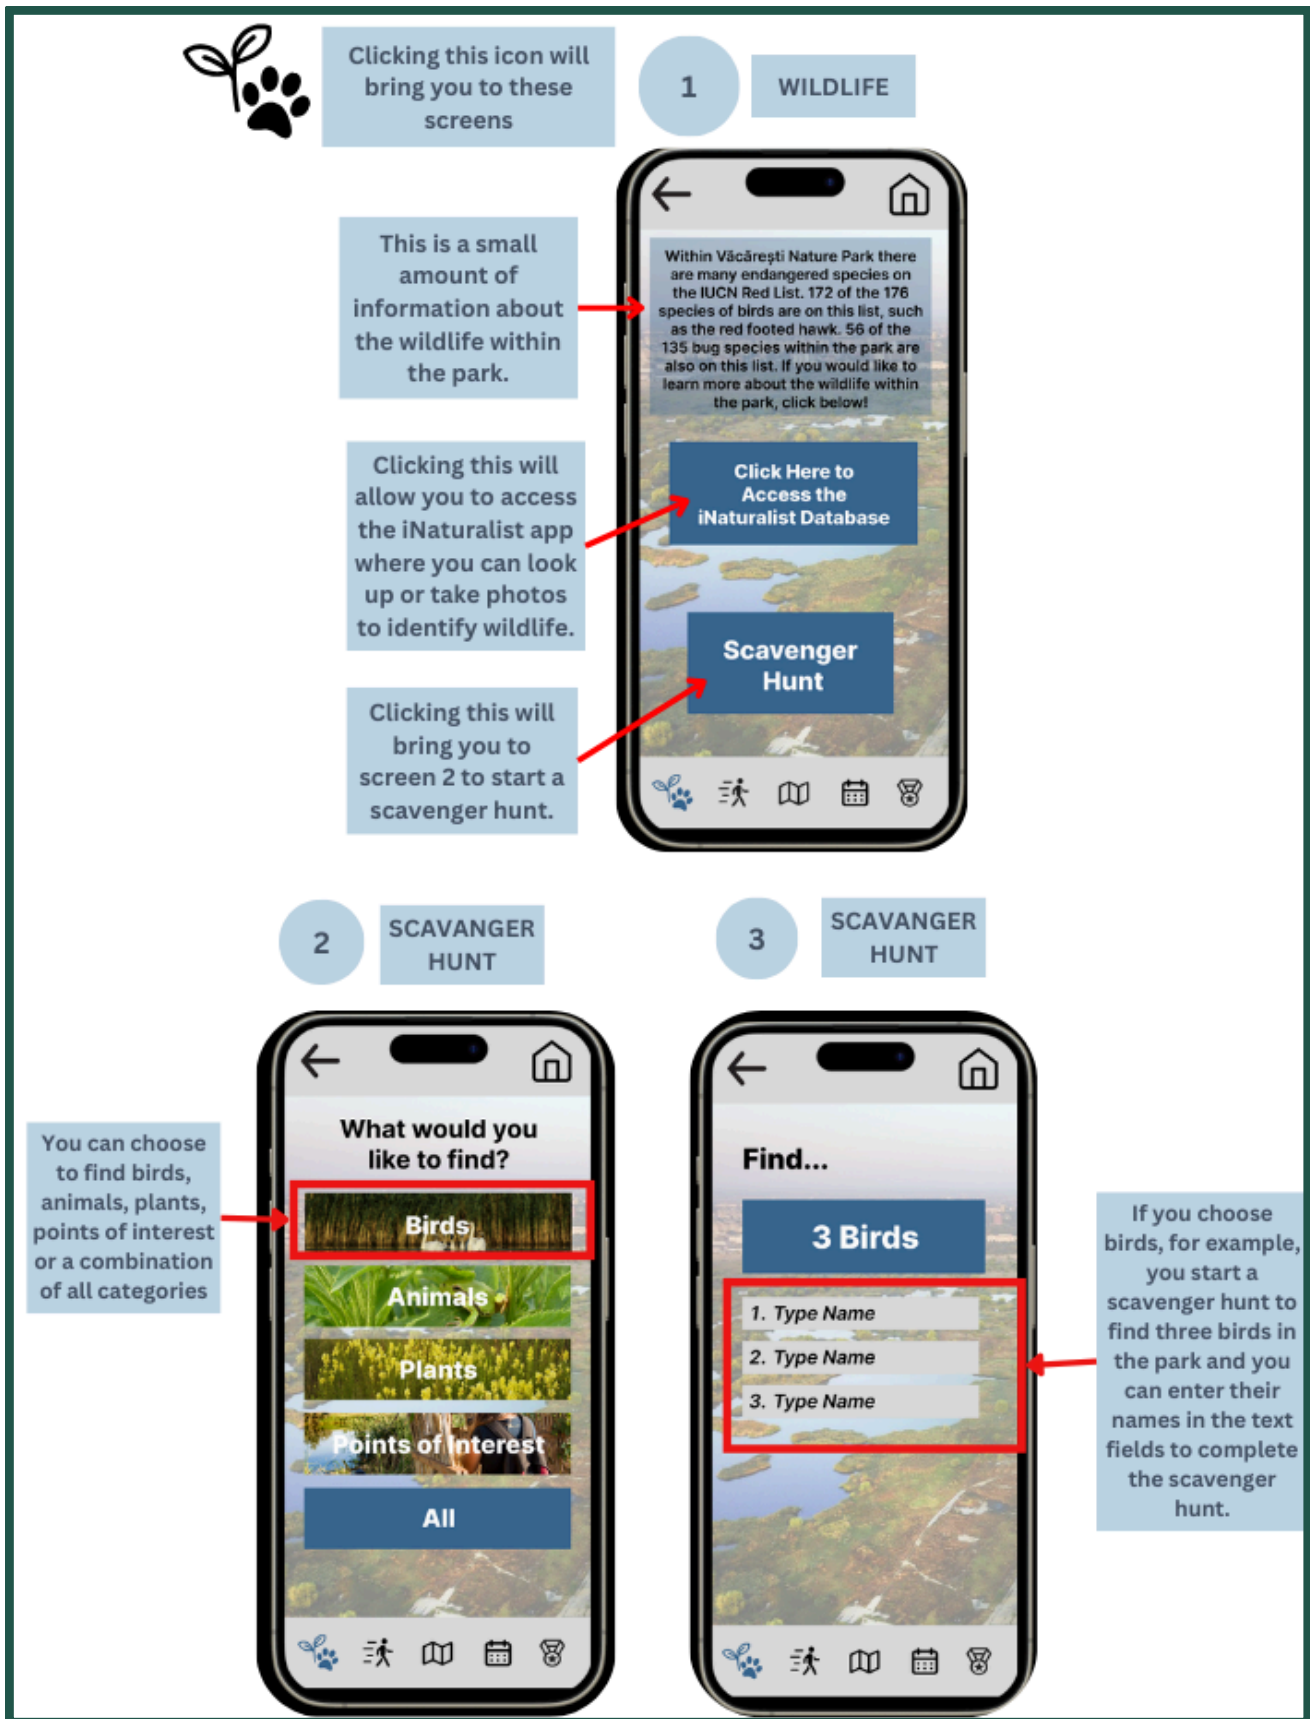 Clicking this icon will
bring you to these
screens
1
WILDLIFE
This is a small
amount of
information about
the wildlife within
the park.
Within Văcărești Nature Park there
are many endangered species on
the IUCN Red List. 172 of the 176
species of birds are on this list, such
as the red footed hawk. 56 of the
135 bug species within the park are
also on this list. If you would like to
learn more about the wildlife within
the park, click below!
Clicking this will
allow you to access
the iNaturalist app
where you can look
up or take photos
to identify wildlife.
Click Here to
Access the
iNaturalist Database
Clicking this will
bring you to
screen 2 to start a
scavenger hunt.
Scavenger
Hunt
2
SCAVANGER
HUNT
3
SCAVANGER
HUNT
You can choose
to find birds,
animals, plants,
points of interest
or a combination
of all categories
What would you
like to find?
Birds
Animals
Plants
Points of Interest
All
Find...
3 Birds
1. Type Name
2. Type Name
3. Type Name
If you choose
birds, for example,
you start a
scavenger hunt to
find three birds in
the park and you
can enter their
names in the text
fields to complete
the scavenger
hunt.